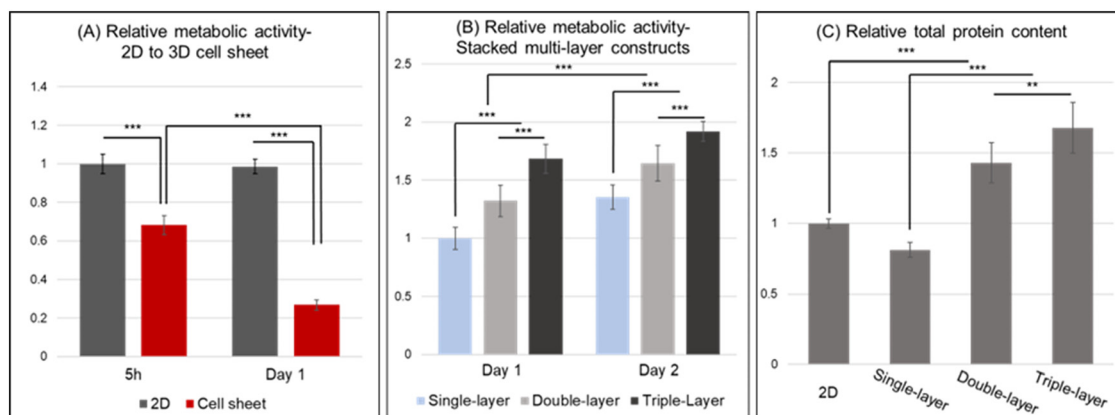 (A) Relative metabolic activity-
2D to 3D cell sheet
1.4
1.2
1
0.8
0.6
0.4
0.2
0
***
***
***
5h
Day 1
2D
Cell sheet
(B) Relative metabolic activity-
Stacked multi-layer constructs
2.5
2
1.5
1
0.5
0
***
***
***
***
***
Day 1
Day 2
Single-layer
Double-layer
Triple-Layer
(C) Relative total protein content
2
1.5
1
0.5
0
***
***
**
2D
Single-layer
Double-layer
Triple-layer